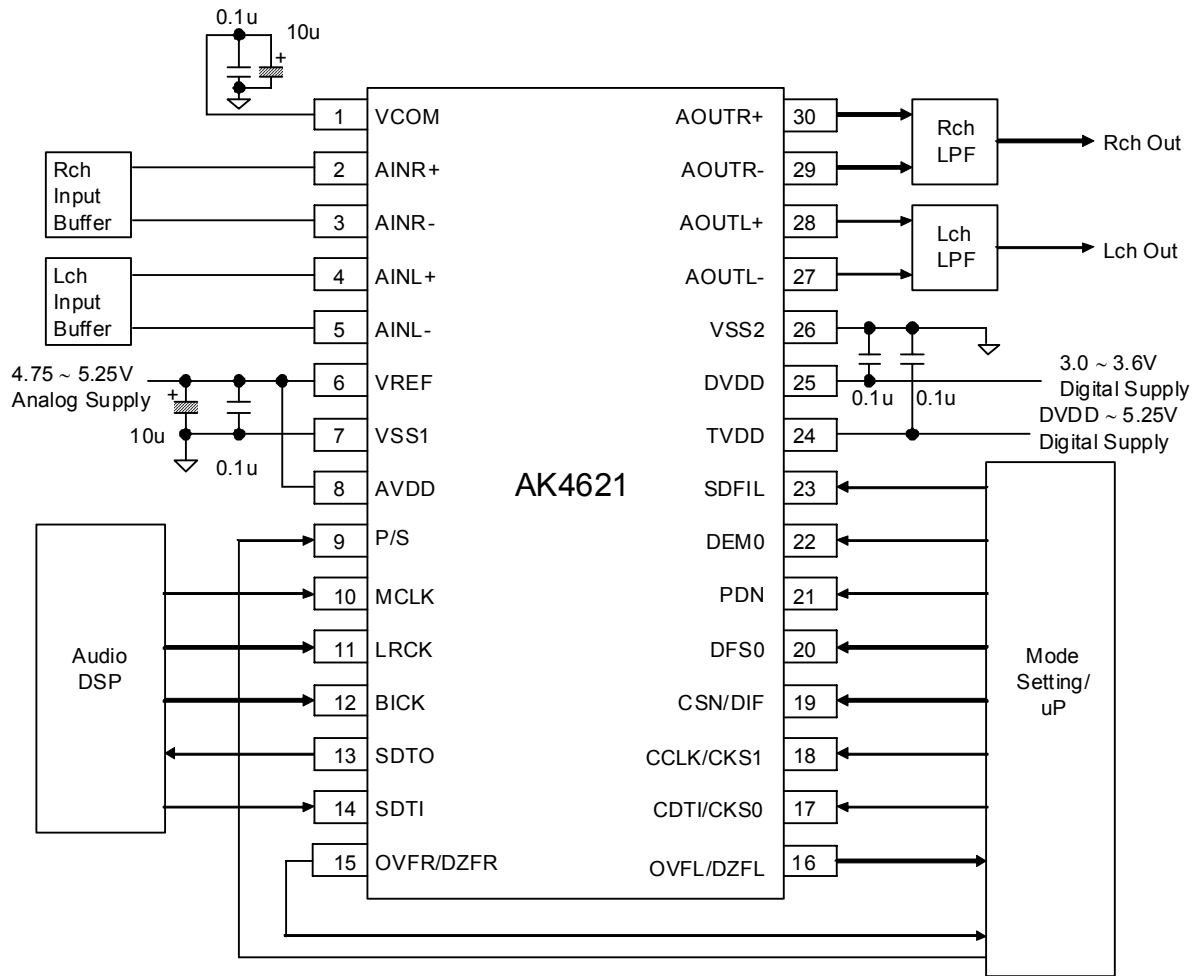 0.1u
10u
+
1 VCOM
2 AINR+
3 AINR-
4 AINL+
5 AINL-
6 VREF
7 VSS1
8 AVDD
9 P/S
10 MCLK
11 LRCK
12 BICK
13 SDTO
14 SDTI
15 OVFR/DZFR
Rch
Input
Buffer
Lch
Input
Buffer
4.75 ~ 5.25V
Analog Supply
+
10u
0.1u
Audio
DSP
AK4621
AOUTR+ 30
AOUTR- 29
AOUTL+ 28
AOUTL- 27
VSS2 26
DVDD 25
TVDD 24
SDFIL 23
DEM0 22
PDN 21
DFS0 20
CSN/DIF 19
CCLK/CKS1 18
CDTI/CKS0 17
OVFL/DZFL 16
Rch
LPF
Rch Out
Lch
LPF
Lch Out
0.1u
0.1u
3.0 ~ 3.6V
Digital Supply
DVDD ~ 5.25V
Digital Supply
Mode
Setting/
uP